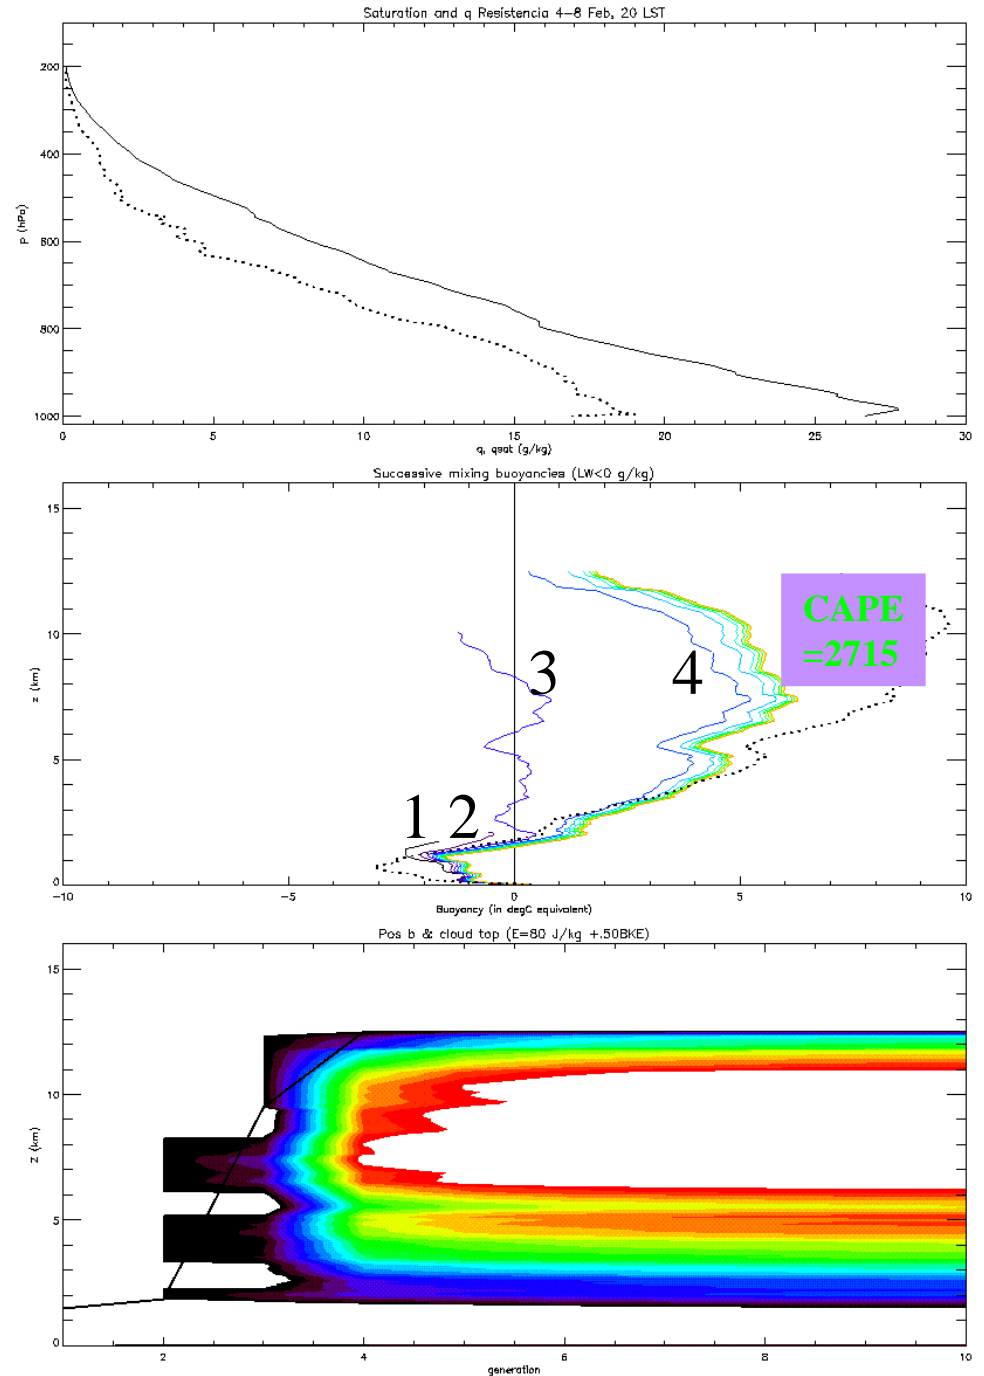 Saturation and q Resistencia 4-8 Feb, 20 LST
200
400
600
800
1000
p (hPa)
0 5 10 15 20 25 30
q, qsat (g/kg)
Successive mixing buoyancies (LW<0 g/kg)
15
10
5
0
z (km)
1 2 3 4
CAPE
=2715
-10 -5 0 5 10
Buoyancy (in degC equivalent)
Pos b & cloud top (E=80 J/kg +.50BKE)
15
10
5
0
Z (km)
2 4 6 8 10
generation